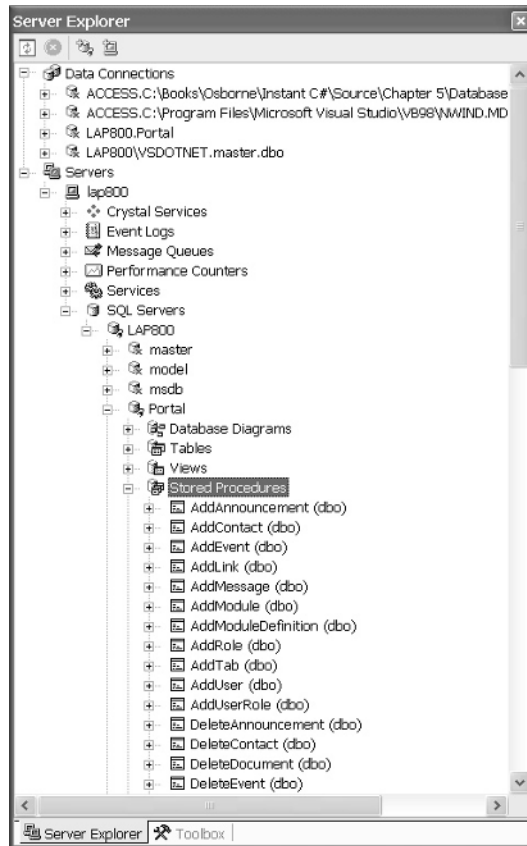 Server Explorer
Data Connections
ACCESS.C:\Books\Osborne\Instant C#\Source\Chapter 5\Database
ACCESS.C:\Program Files\Microsoft Visual Studio\VB98\NWIND.MD
LAP800.Portal
LAP800\VSDOTNET.master.dbo
Servers
lap800
Crystal Services
Event Logs
Message Queues
Performance Counters
Services
SQL Servers
LAP800
master
model
msdb
Portal
Database Diagrams
Tables
Views
Stored Procedures
AddAnnouncement (dbo)
AddContact (dbo)
AddEvent (dbo)
AddLink (dbo)
AddMessage (dbo)
AddModule (dbo)
AddModuleDefinition (dbo)
AddRole (dbo)
AddTab (dbo)
AddUser (dbo)
AddUserRole (dbo)
DeleteAnnouncement (dbo)
DeleteContact (dbo)
DeleteDocument (dbo)
DeleteEvent (dbo)
Server Explorer Toolbox